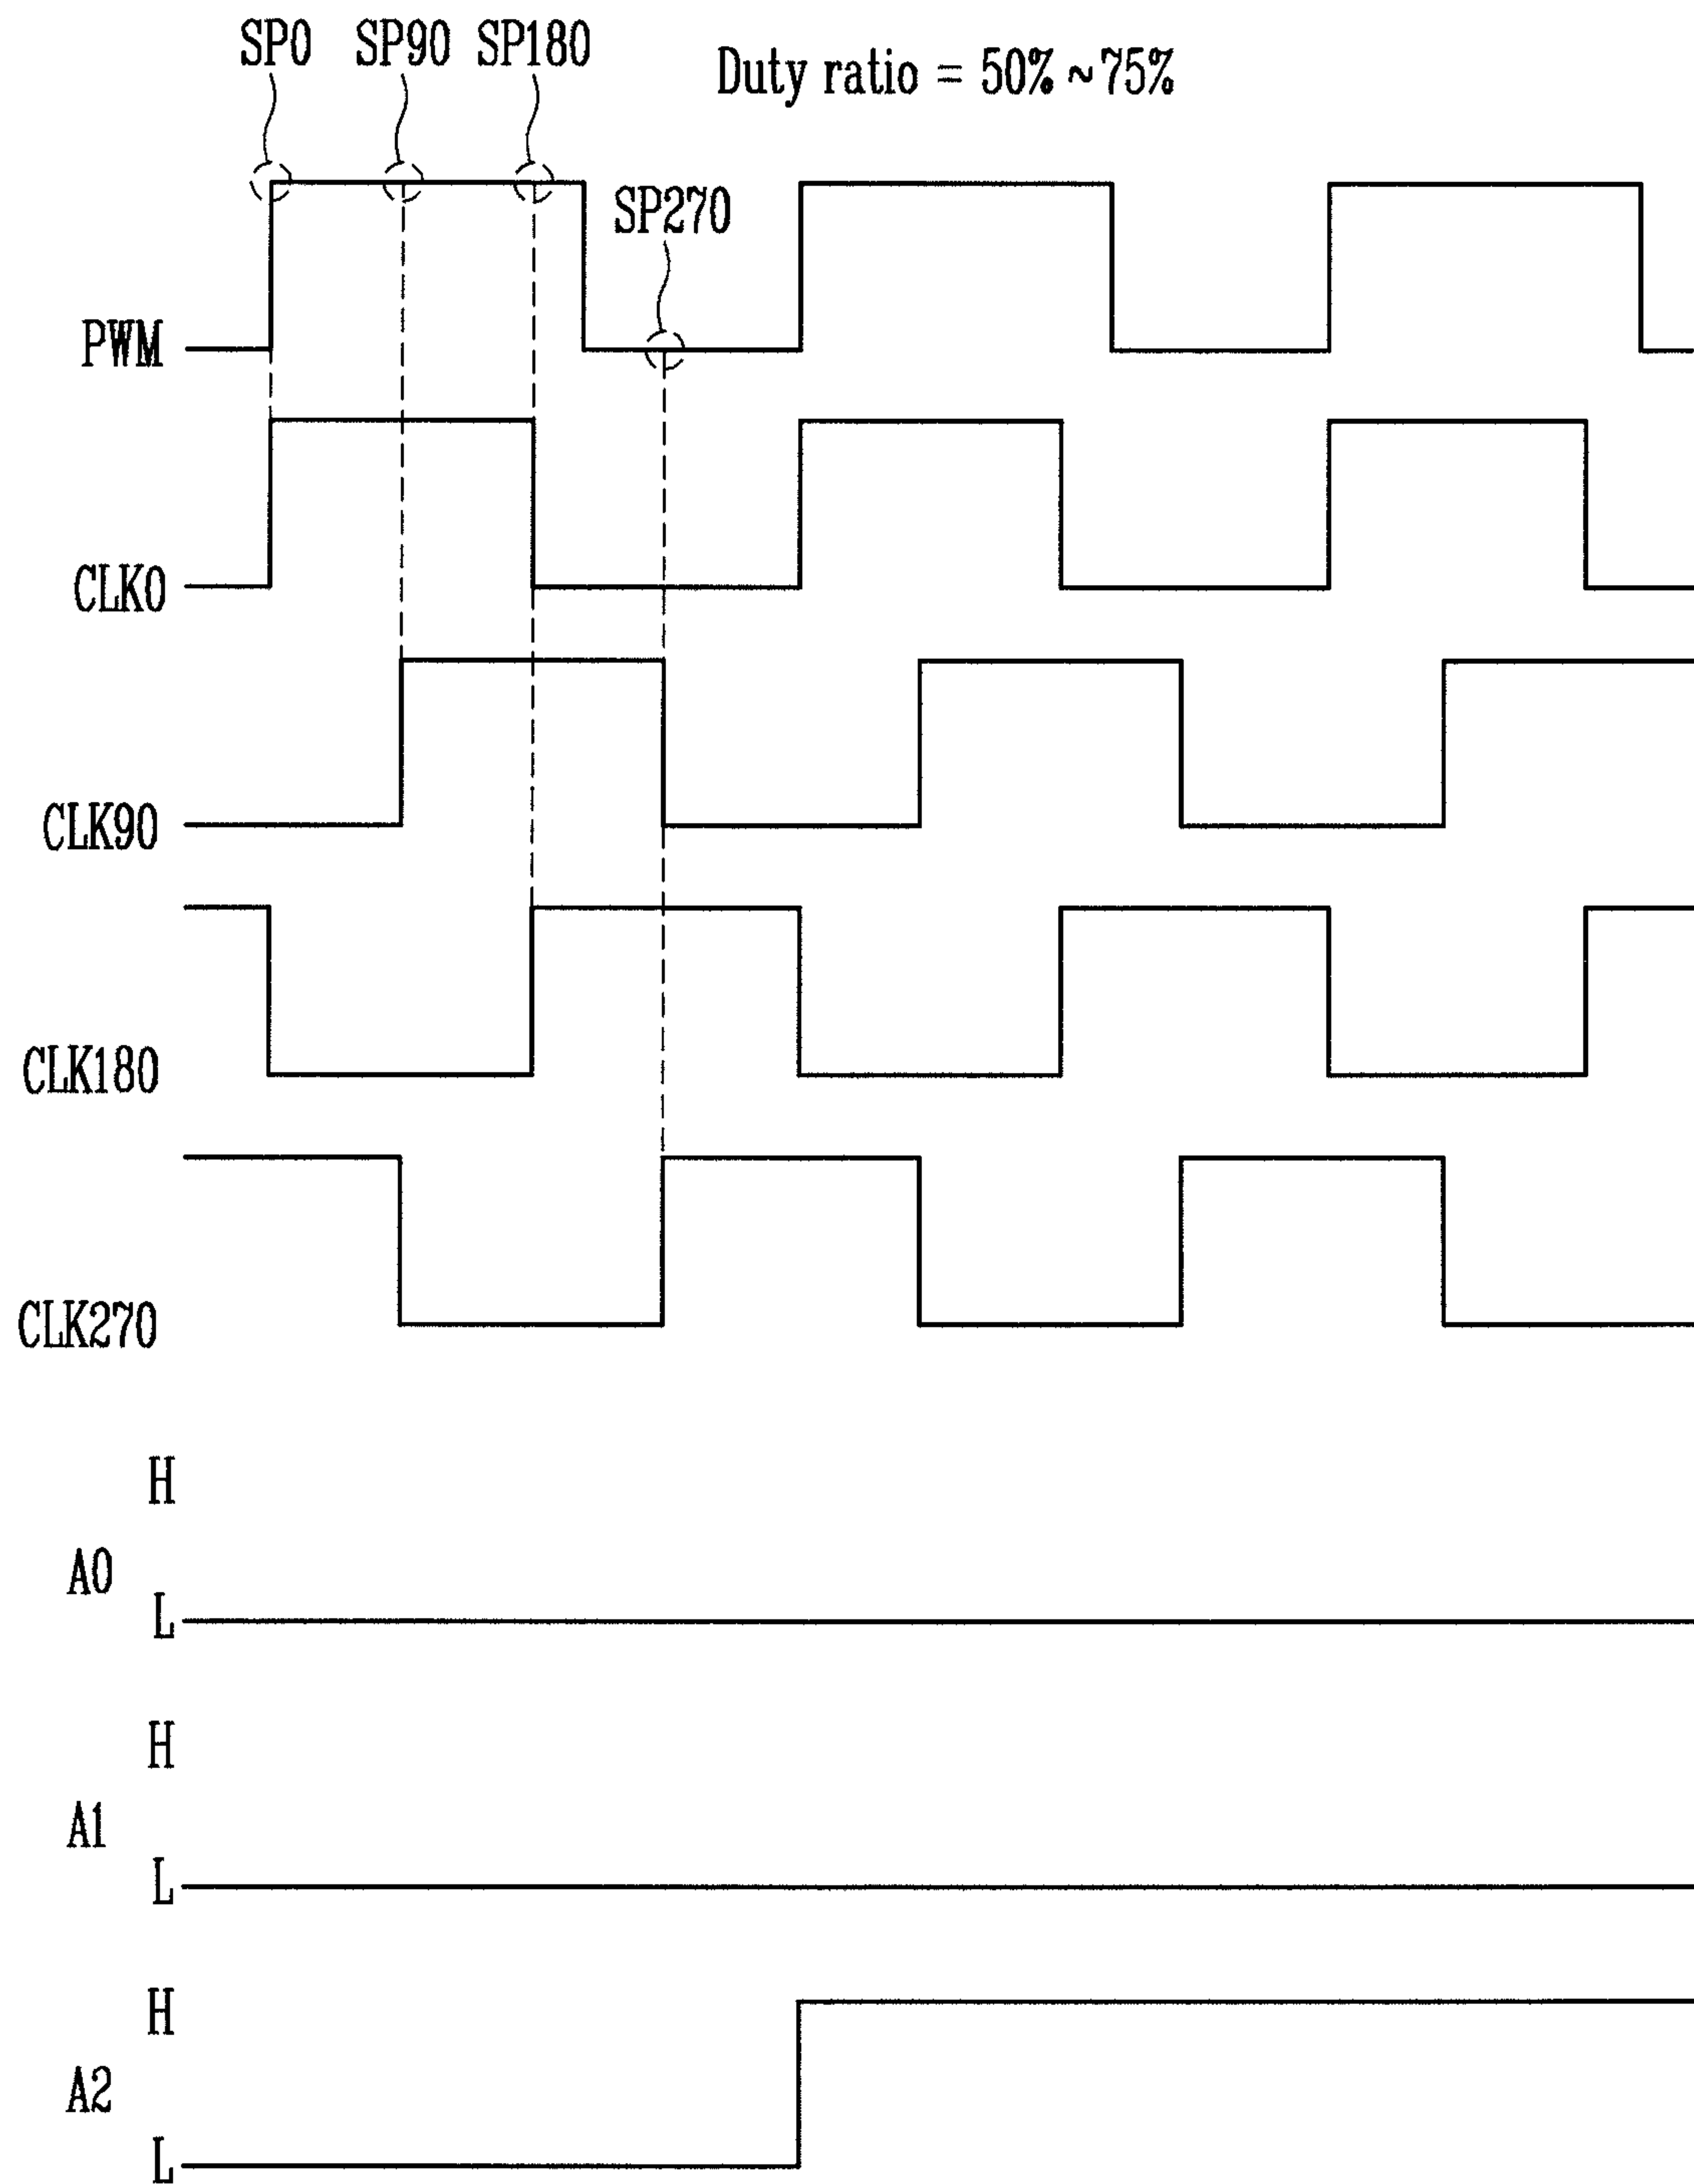 SP0 SP90 SP180
Duty ratio = 50% ~75%
SP270
PWM
CLK0
CLK90
CLK180
CLK270
H
A0
L
H
A1
L
H
A2
L